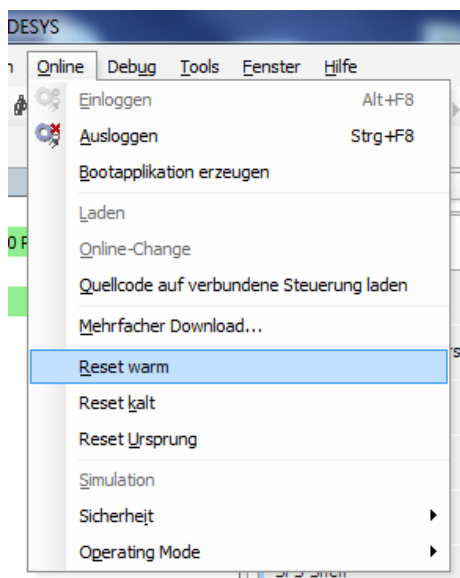 DESYS
Online Debug Tools Fenster Hilfe
Einloggen Alt+F8
Ausloggen Strg+F8
Bootapplikation erzeugen
Laden
Online-Change
Quellcode auf verbundene Steuerung laden
Mehrfacher Download...
Reset warm
Reset kalt
Reset Ursprung
Simulation
Sicherheit
Operating Mode